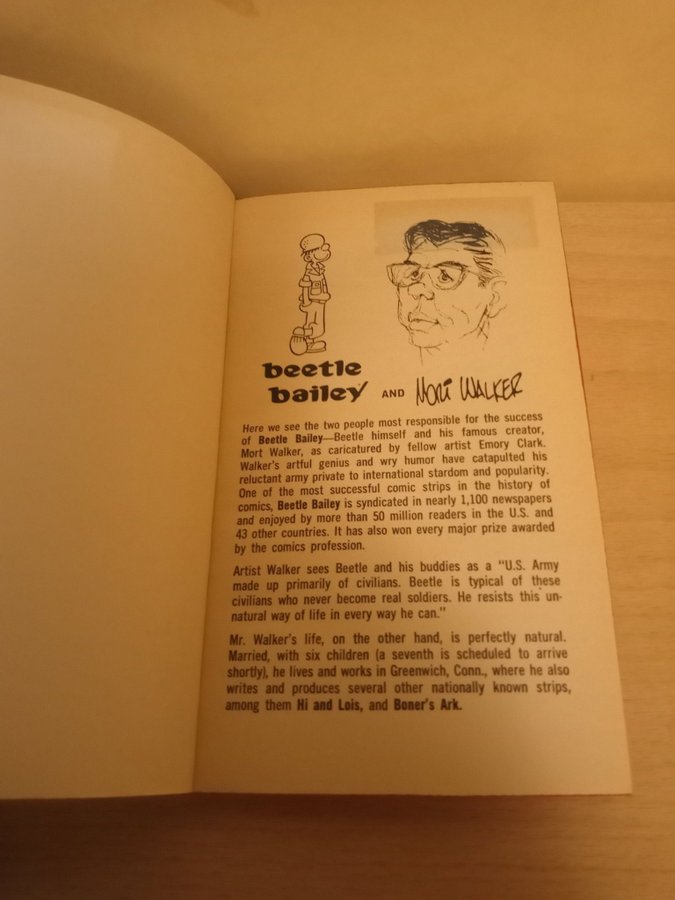 beetle
bailey AND Mort WALKER
Here we see the two people most responsible for the success
of Beetle Bailey—Beetle himself and his famous creator,
Mort Walker, as caricatured by fellow artist Emory Clark.
Walker's artful genius and wry humor have catapulted his
reluctant army private to international stardom and popularity.
One of the most successful comic strips in the history of
comics, Beetle Bailey is syndicated in nearly 1,100 newspapers
and enjoyed by more than 50 million readers in the U.S. and
43 other countries. It has also won every major prize awarded
by the comics profession.
Artist Walker sees Beetle and his buddies as a "U.S. Army
made up primarily of civilians. Beetle is typical of these
civilians who never become real soldiers. He resists this un-
natural way of life in every way he can."
Mr. Walker's life, on the other hand, is perfectly natural.
Married, with six children (a seventh is scheduled to arrive
shortly), he lives and works in Greenwich, Conn., where he also
writes and produces several other nationally known strips,
among them Hi and Lois, and Boner's Ark.